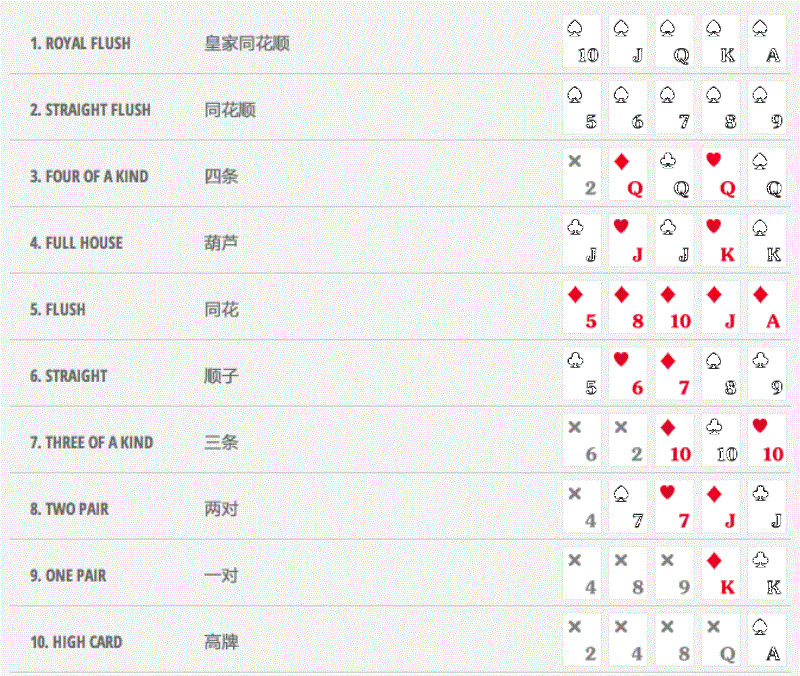 1. ROYAL FLUSH 皇家同花顺 10 J Q K A
2. STRAIGHT FLUSH 同花顺 5 6 7 8 9
3. FOUR OF A KIND 四条 2 Q Q Q Q
4. FULL HOUSE 葫芦 J J J K K
5. FLUSH 同花 5 8 10 J A
6. STRAIGHT 顺子 5 6 7 8 9
7. THREE OF A KIND 三条 6 2 10 10 10
8. TWO PAIR 两对 4 7 7 J J
9. ONE PAIR 一对 4 8 9 K K
10. HIGH CARD 高牌 2 4 8 Q A